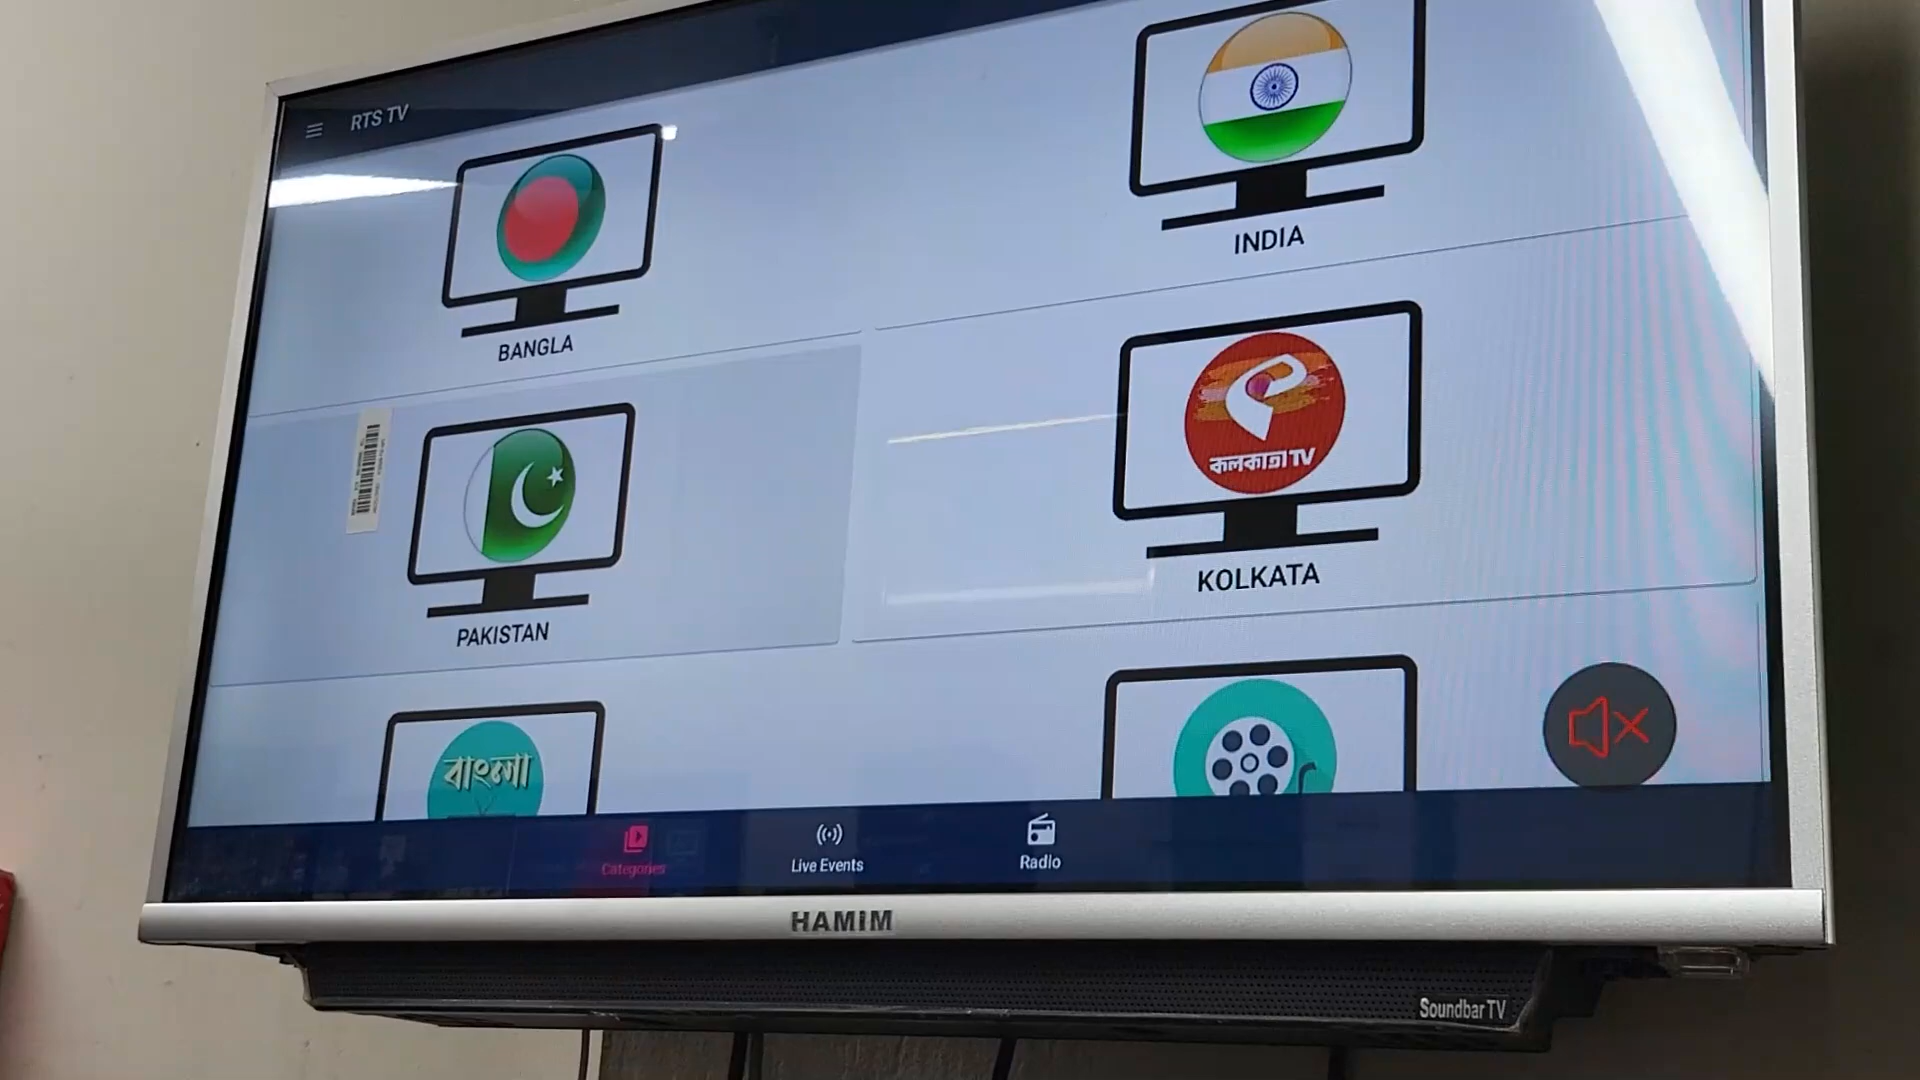 RTS TV
BANGLA
INDIA
PAKISTAN
কলকাতা TV
KOLKATA
বাংলা
Categories
Live Events
Radio
HAMIM
Soundbar TV